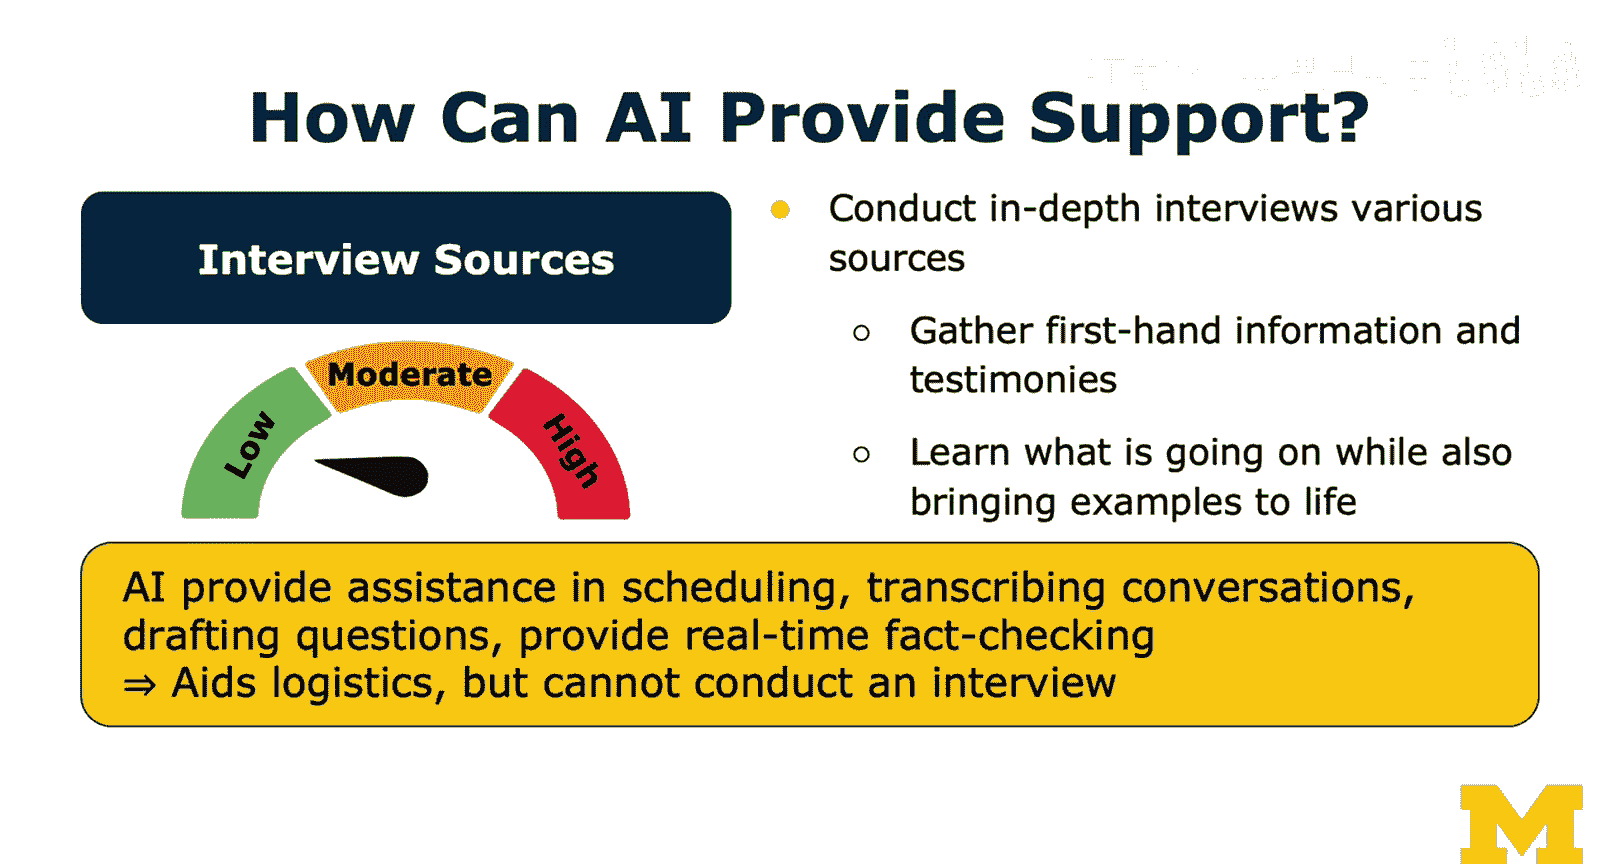 How Can AI Provide Support?
Interview Sources
Low
Moderate
High
Conduct in-depth interviews various
sources
Gather first-hand information and
testimonies
Learn what is going on while also
bringing examples to life
AI provide assistance in scheduling, transcribing conversations,
drafting questions, provide real-time fact-checking
⇒ Aids logistics, but cannot conduct an interview
M